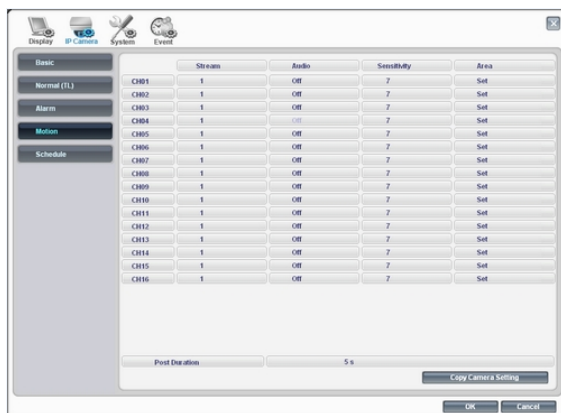 Display IP Camera System Event
Basic
Normal (TL)
Alarm
Motion
Schedule
Stream Audio Sensitivity Area
CH01 1 Off 7 Set
CH02 1 Off 7 Set
CH03 1 Off 7 Set
CH04 1 Off 7 Set
CH05 1 Off 7 Set
CH06 1 Off 7 Set
CH07 1 Off 7 Set
CH08 1 Off 7 Set
CH09 1 Off 7 Set
CH10 1 Off 7 Set
CH11 1 Off 7 Set
CH12 1 Off 7 Set
CH13 1 Off 7 Set
CH14 1 Off 7 Set
CH15 1 Off 7 Set
CH16 1 Off 7 Set
Post Duration 5 s
Copy Camera Setting
OK Cancel